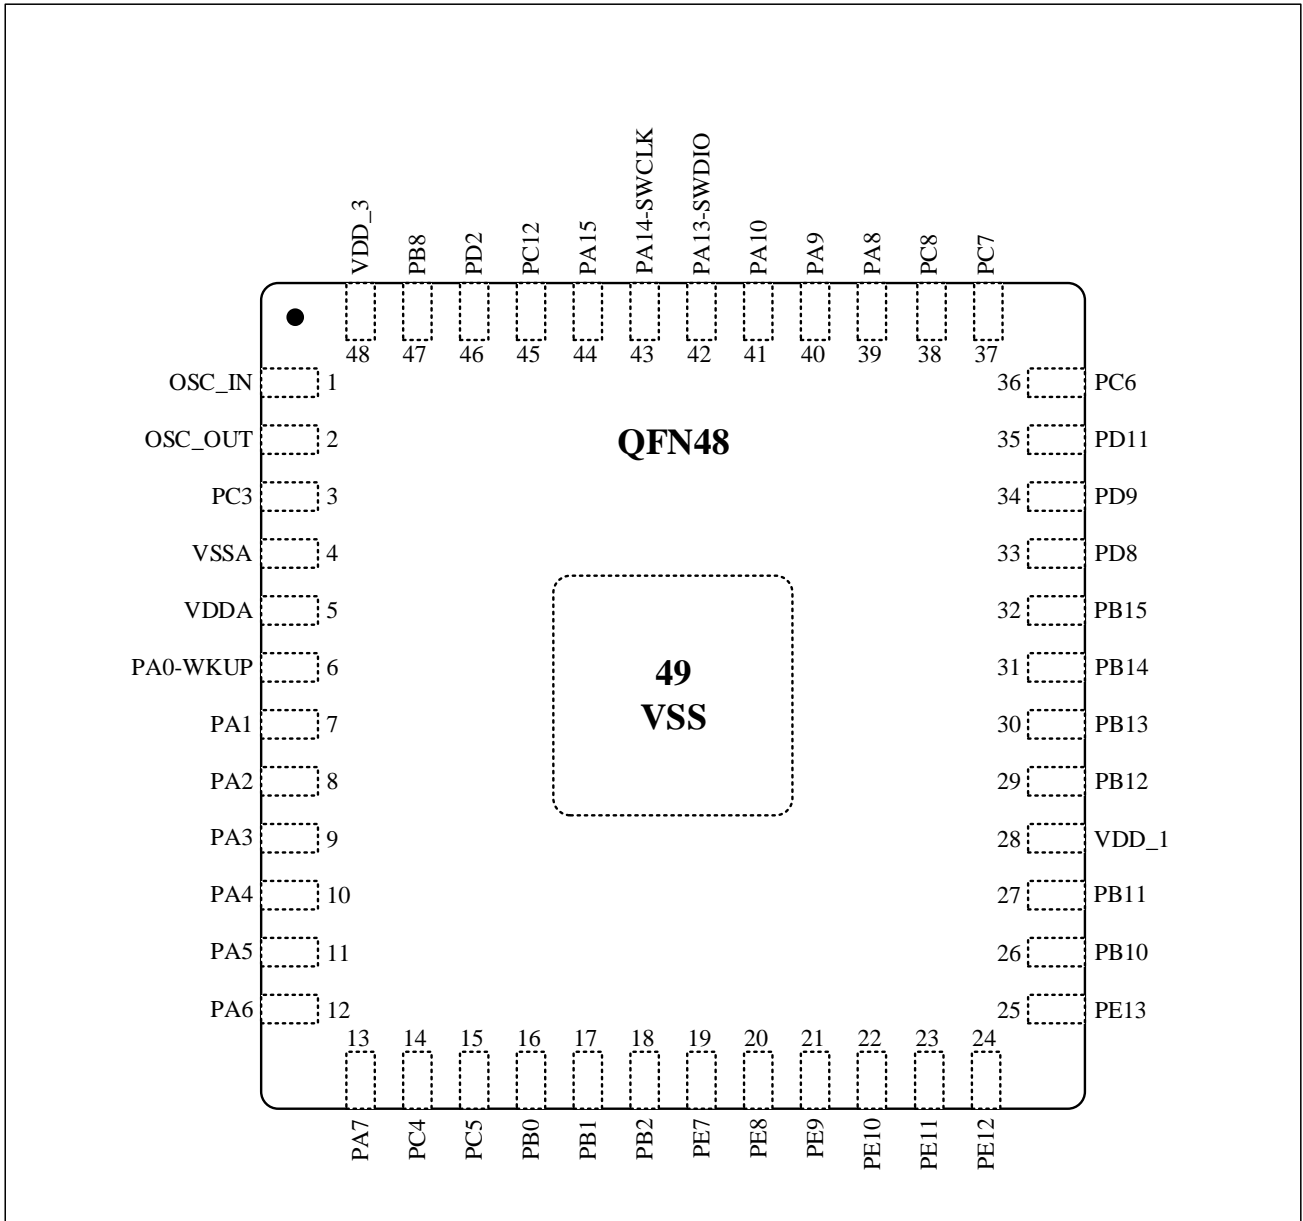 VDD_3
PB8
PD2
PC12
PA15
PA14-SWCLK
PA13-SWDIO
PA10
PA9
PA8
PC8
PC7
48 47 46 45 44 43 42 41 40 39 38 37
OSC_IN 1 36 PC6
OSC_OUT 2 QFN48 35 PD11
PC3 3 34 PD9
VSSA 4 33 PD8
VDDA 5 32 PB15
PA0-WKUP 6 49 31 PB14
PA1 7 VSS 30 PB13
PA2 8 29 PB12
PA3 9 28 VDD_1
PA4 10 27 PB11
PA5 11 26 PB10
PA6 12 25 PE13
13 14 15 16 17 18 19 20 21 22 23 24
PA7
PC4
PC5
PB0
PB1
PB2
PE7
PE8
PE9
PE10
PE11
PE12